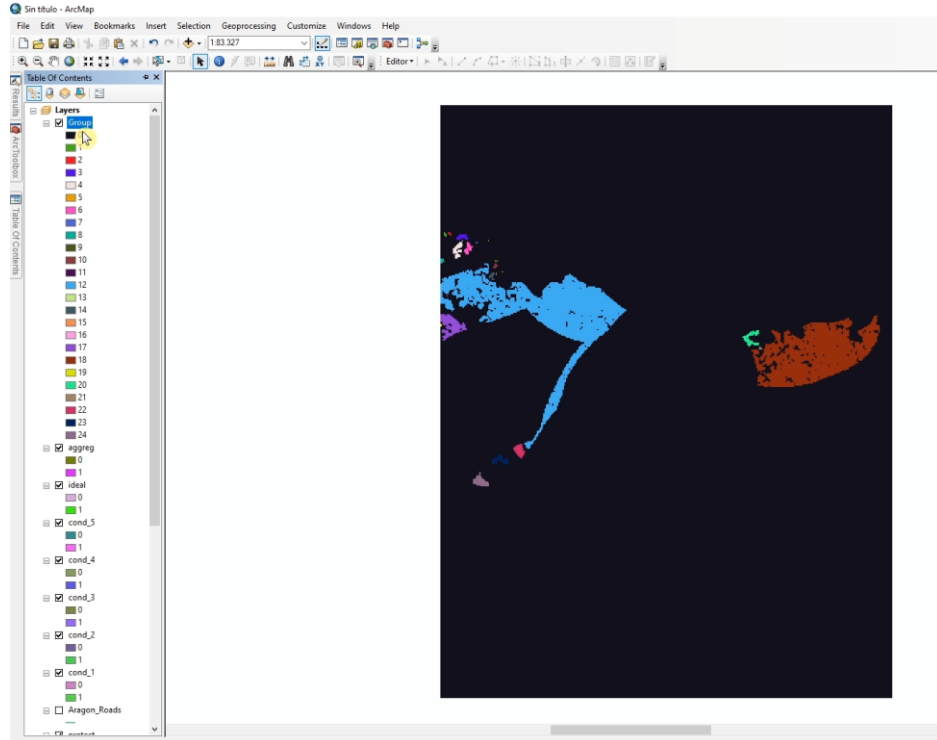 Sin título - ArcMap
File Edit View Bookmarks Insert Selection Geoprocessing Customize Windows Help
1:83.327
Editor
Table Of Contents
Results
ArcToolbox
Table Of Contents
Layers
Group
1
2
3
4
5
6
7
8
9
10
11
12
13
14
15
16
17
18
19
20
21
22
23
24
aggreg
0
1
ideal
0
1
cond_5
0
1
cond_4
0
1
cond_3
0
1
cond_2
0
1
cond_1
0
1
Aragon_Roads